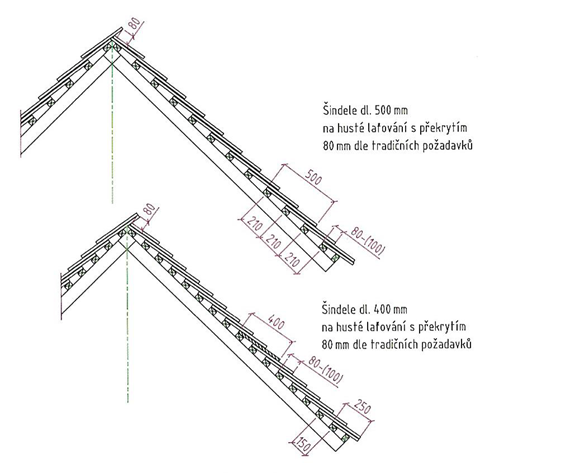 80
Šindele dl. 500 mm
na husté laťování s překrytím
80 mm dle tradičních požadavků
500
210
210
210
80-(100)
80
Šindele dl. 400 mm
na husté laťování s překrytím
80 mm dle tradičních požadavků
400
80-(100)
250
150